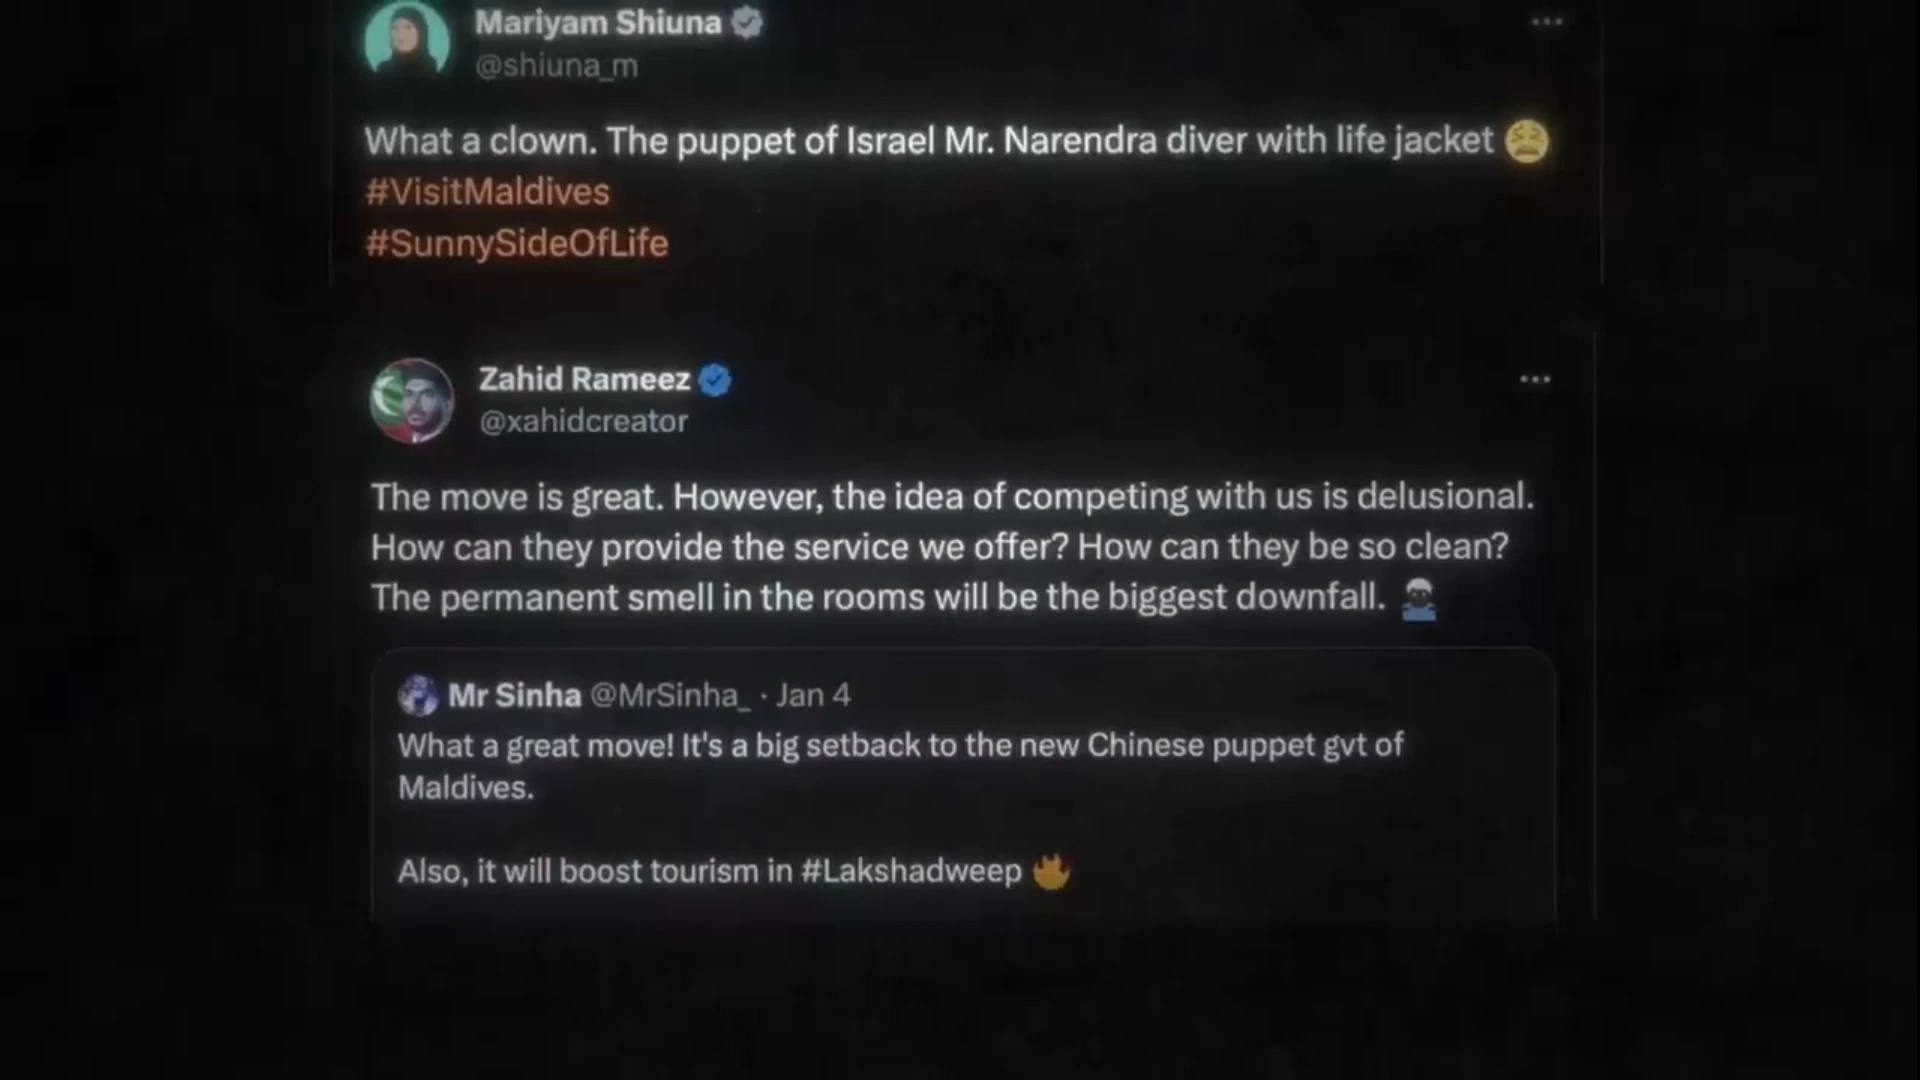 Mariyam Shiuna
@shiuna_m
What a clown. The puppet of Israel Mr. Narendra diver with life jacket
#VisitMaldives
#SunnySideOfLife
Zahid Rameez
@xahidcreator
The move is great. However, the idea of competing with us is delusional.
How can they provide the service we offer? How can they be so clean?
The permanent smell in the rooms will be the biggest downfall.
Mr Sinha @MrSinha_ · Jan 4
What a great move! It's a big setback to the new Chinese puppet gvt of
Maldives.
Also, it will boost tourism in #Lakshadweep